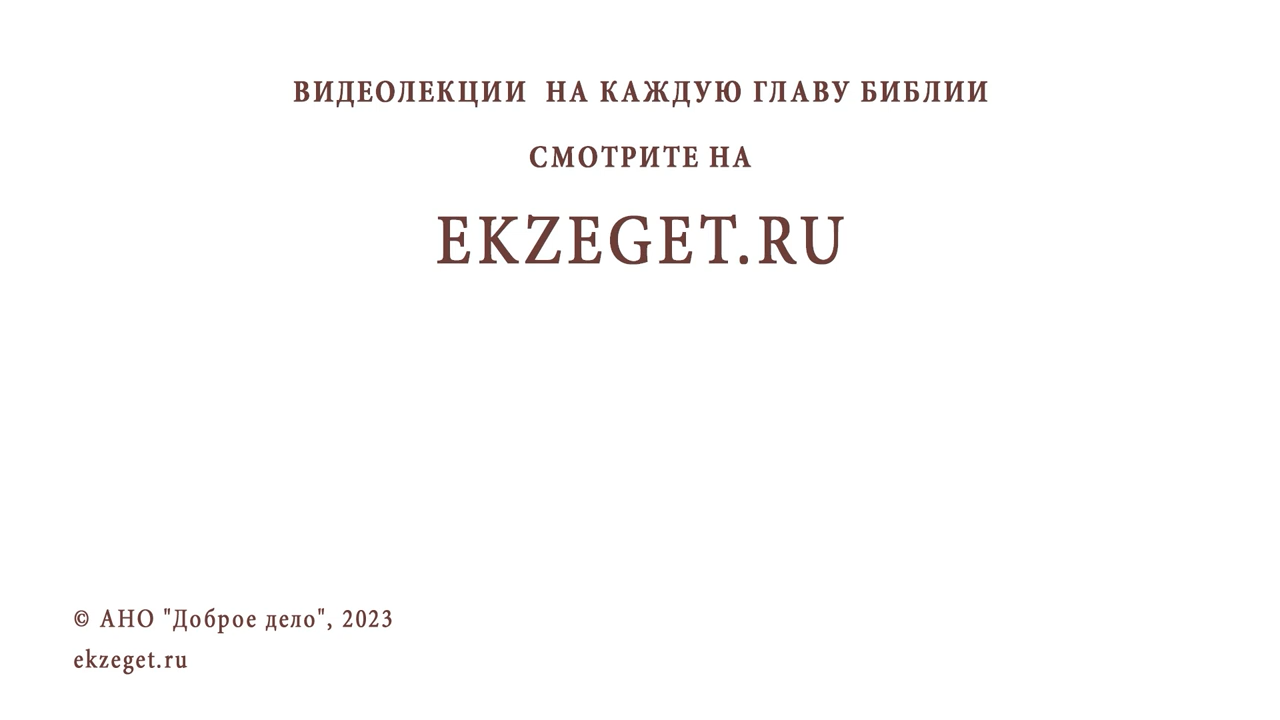 ВИДЕОЛЕКЦИИ НА КАЖДУЮ ГЛАВУ БИБЛИИ
СМОТРИТЕ НА
EKZEGET.RU
© АНО "Доброе дело", 2023
ekzeget.ru